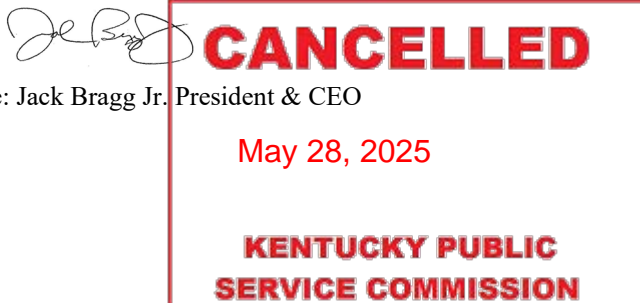 CANCELLED
: Jack Bragg Jr. President & CEO
May 28, 2025
KENTUCKY PUBLIC
SERVICE COMMISSION